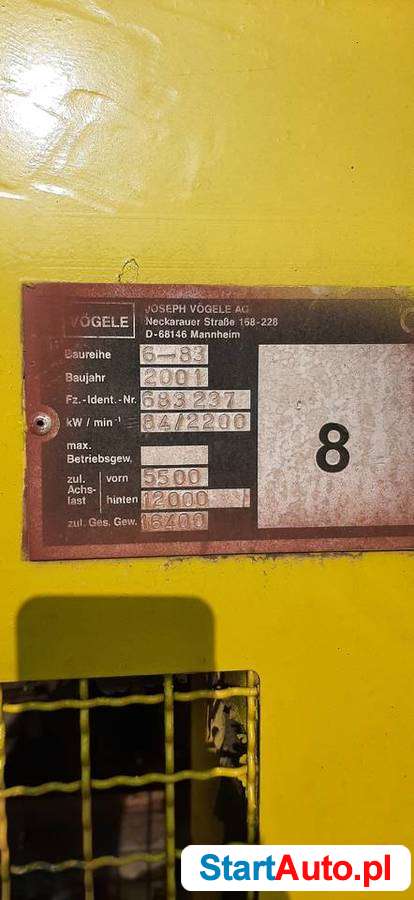 VÖGELE
JOSEPH VÖGELE AG
Neckarauer Straße 168-228
D-68146 Mannheim
Baureihe 6-83
Baujahr 2001
Fz.-Ident.-Nr. 683 237
kW / min⁻¹ 84/2200
max.
Betriebsgew.
zul. vorn 5500
Achs-
last hinten 12000
zul. Ges. Gew. 16400
8
StartAuto.pl